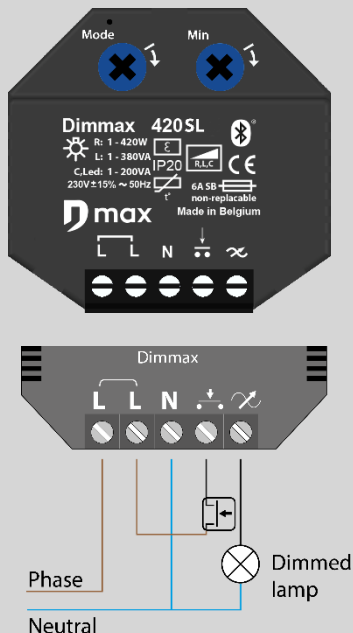 Mode Min
Dimmax 420SL
R: 1 - 420W
L: 1 - 380VA
C,Led: 1 - 200VA
230V±15% ~ 50Hz
IP20
t°
R,L,C
CE
6A SB
non-replacable
Made in Belgium
Dmax
L L N
Dimmax
L L N
Phase
Dimmed
lamp
Neutral